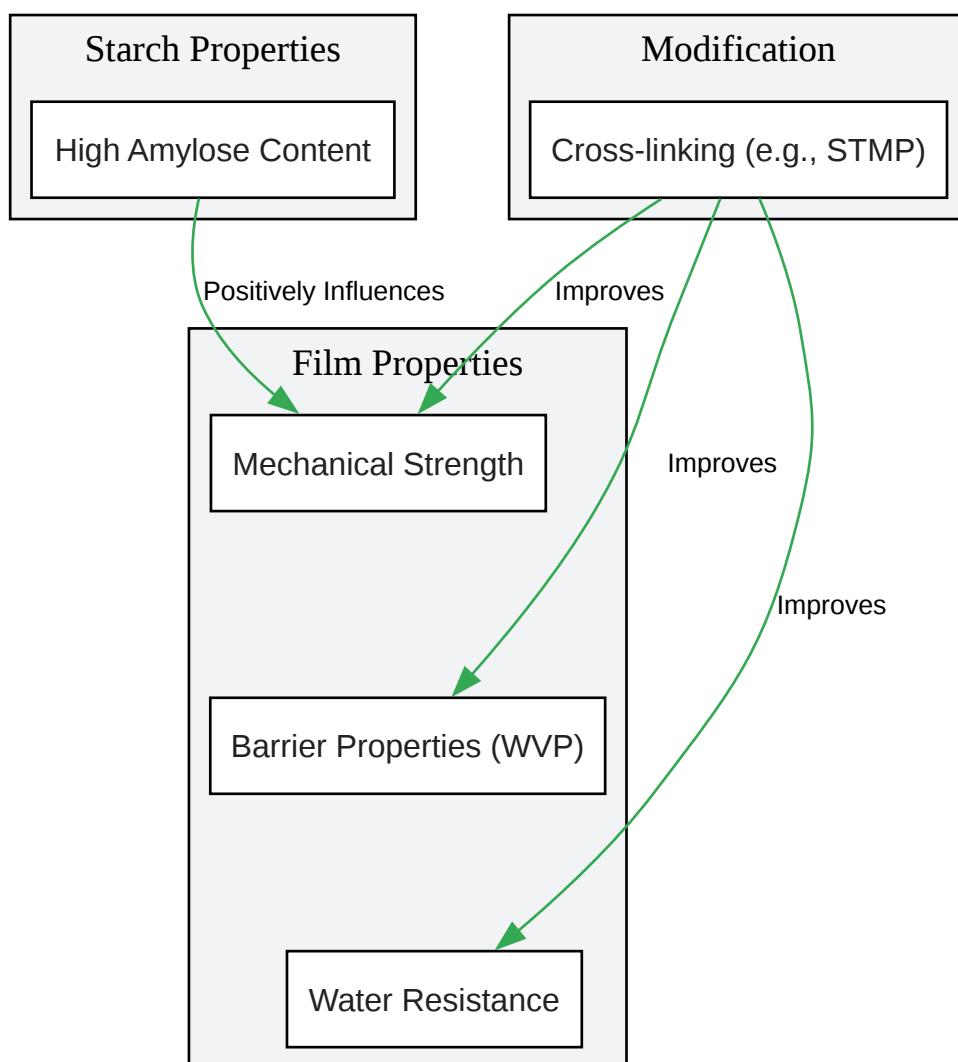 Starch Properties
Modification
High Amylose Content
Cross-linking (e.g., STMP)
Positively Influences
Improves
Film Properties
Mechanical Strength
Improves
Improves
Barrier Properties (WVP)
Water Resistance